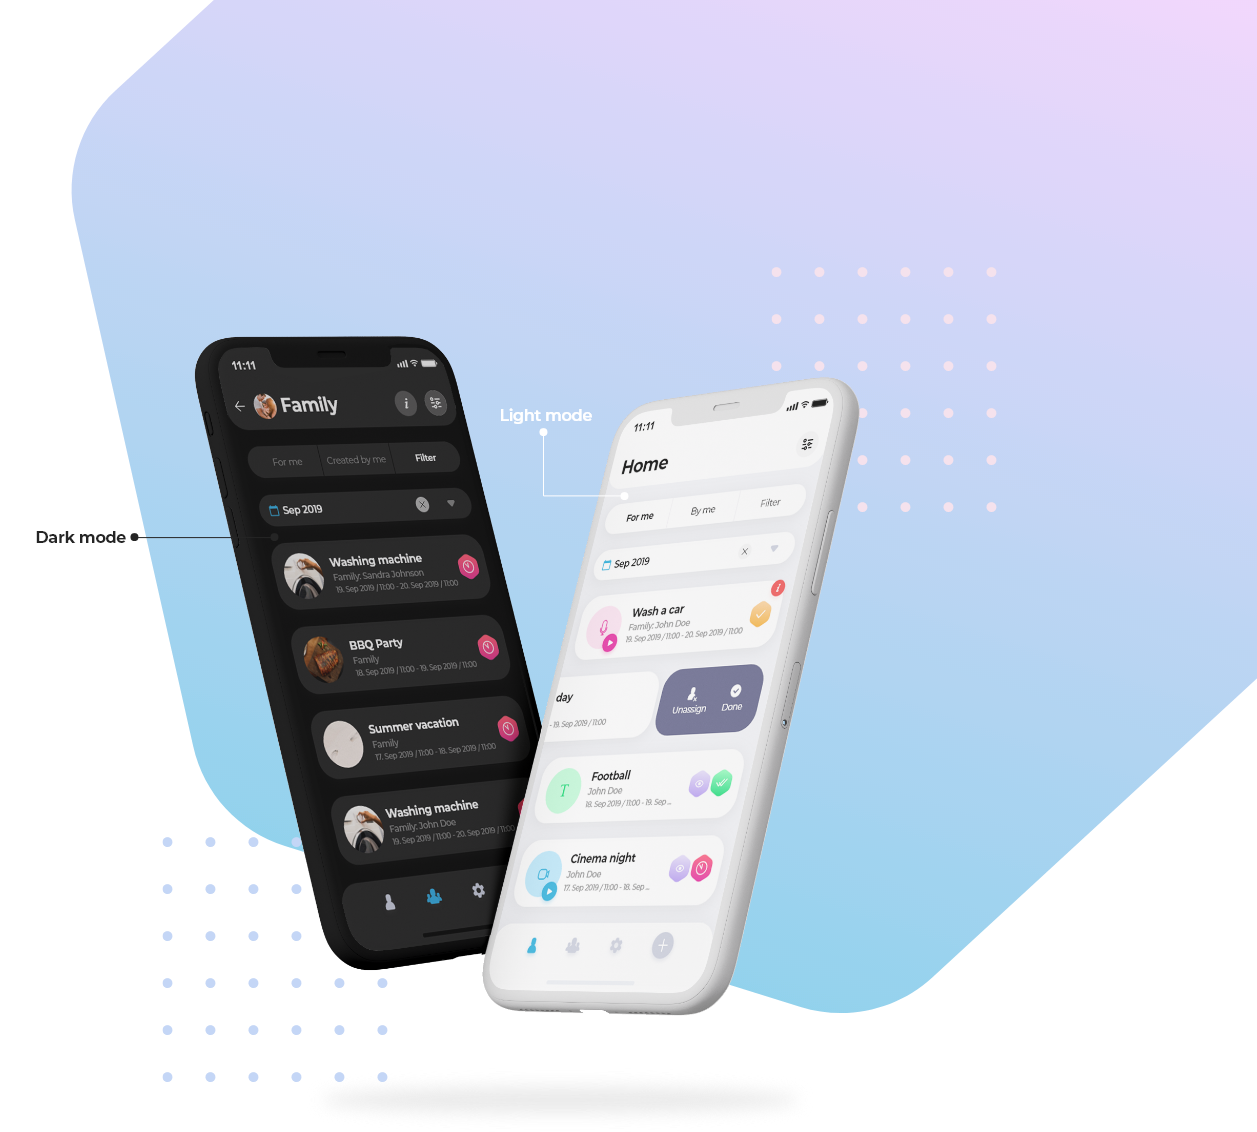 11:11
Family
i
For me
Created by me
Filter
Sep 2019
Dark mode
Washing machine
Family: Sandra Johnson
19. Sep 2019 / 11:00 - 20. Sep 2019 / 11:00
BBQ Party
Family
18. Sep 2019 / 11:00 - 19. Sep 2019 / 11:00
Summer vacation
Family
17. Sep 2019 / 11:00 - 18. Sep 2019 / 11:00
Washing machine
Family: John Doe
19. Sep 2019 / 11:00 - 20. Sep 2019 / 11:00
Light mode
11:11
Home
For me
By me
Filter
Sep 2019
i
Wash a car
Family: John Doe
19. Sep 2019 / 11:00 - 20. Sep 2019 / 11:00
day
- 19. Sep 2019 / 11:00
Unassign
Done
T
Football
John Doe
18. Sep 2019 / 11:00 - 19. Sep ...
Cinema night
John Doe
17. Sep 2019 / 11:00 - 18. Sep ...